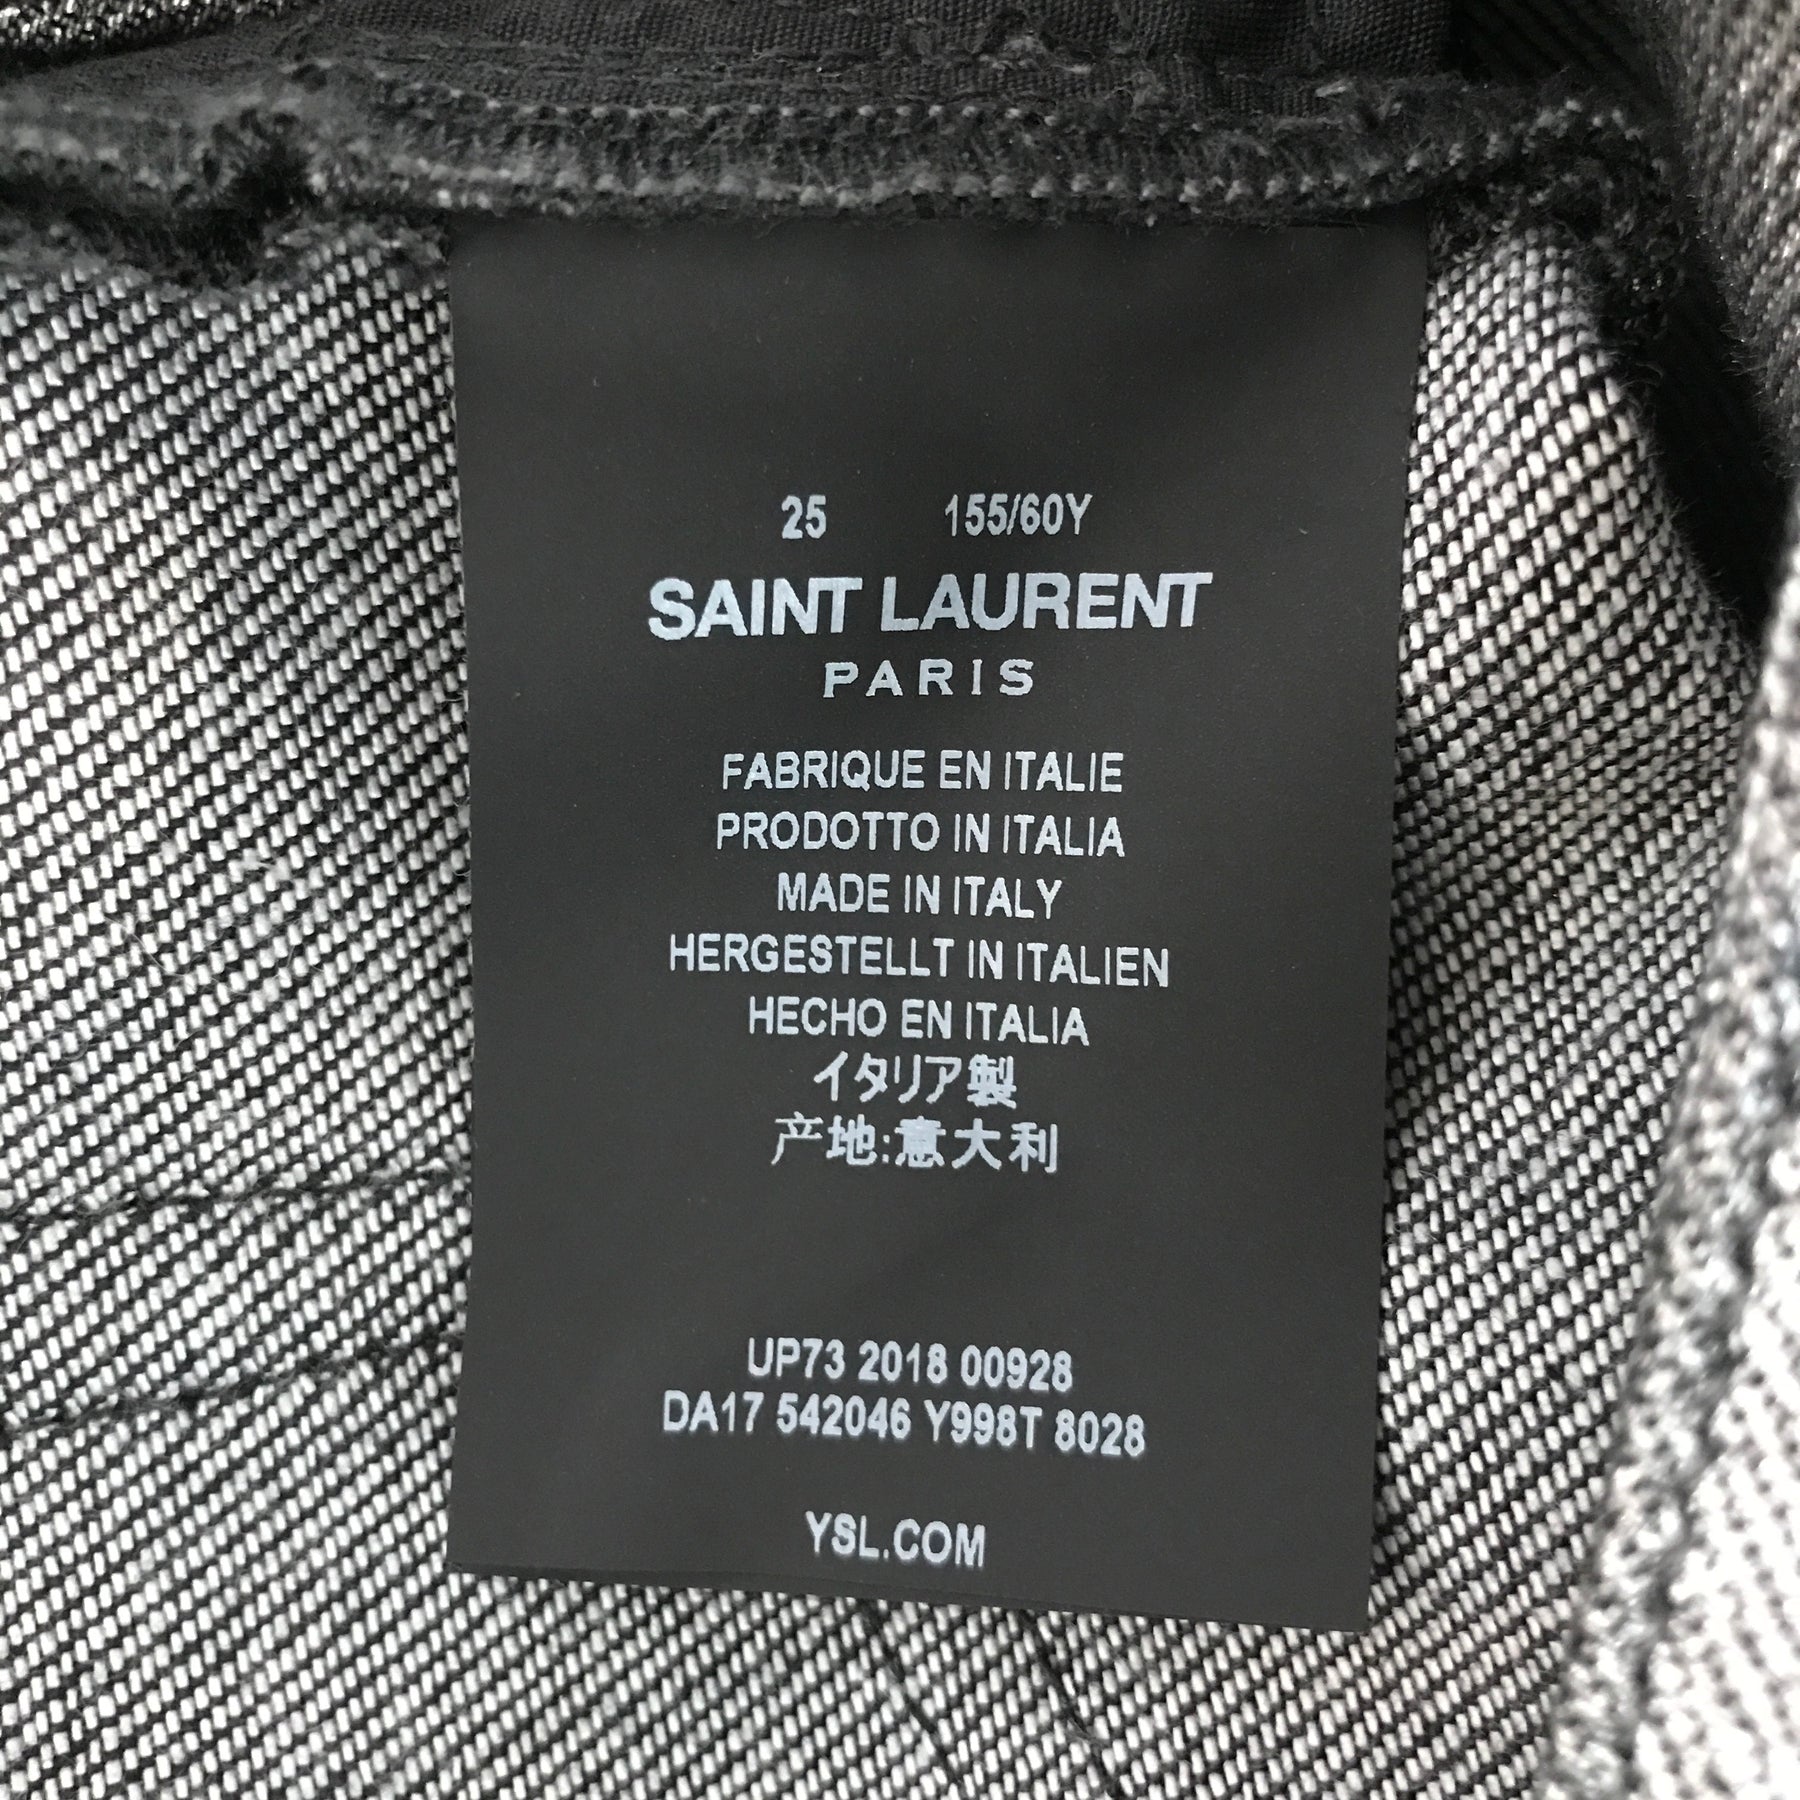 25 155/60Y
SAINT LAURENT
PARIS
FABRIQUE EN ITALIE
PRODOTTO IN ITALIA
MADE IN ITALY
HERGESTELLT IN ITALIEN
HECHO EN ITALIA
イタリア製
产地:意大利
UP73 2018 00928
DA17 542046 Y998T 8028
YSL.COM